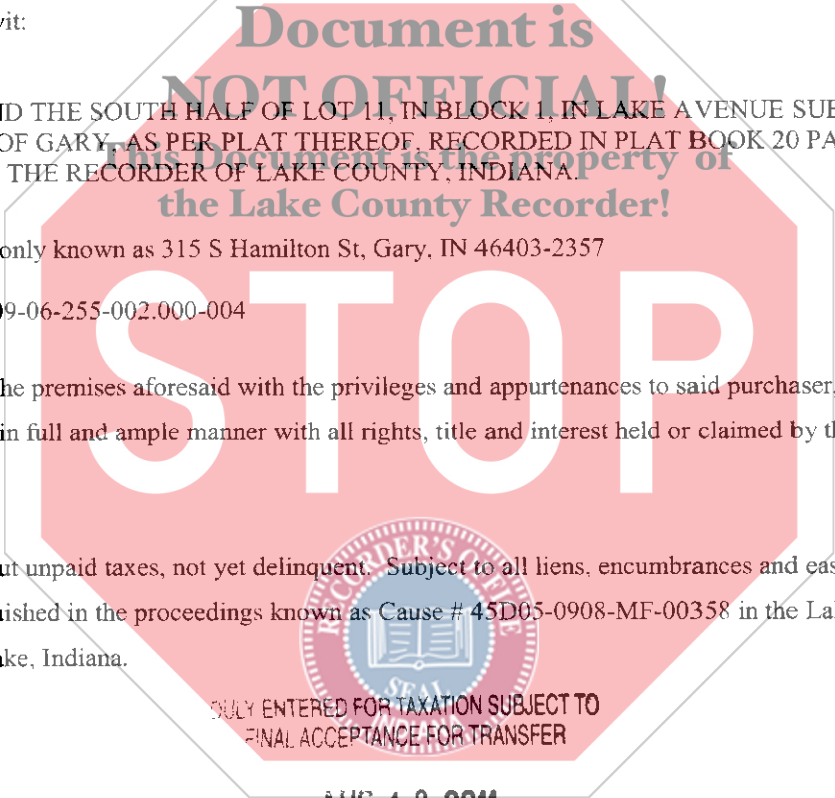 vit:
Document is
NOT OFFICIAL!
ND THE SOUTH HALF OF LOT 11, IN BLOCK 1, IN LAKE AVENUE SUB
OF GARY, AS PER PLAT THEREOF, RECORDED IN PLAT BOOK 20 PA
This Document is the property of
THE RECORDER OF LAKE COUNTY, INDIANA.
the Lake County Recorder!
only known as 315 S Hamilton St, Gary, IN 46403-2357
09-06-255-002.000-004
STOP
he premises aforesaid with the privileges and appurtenances to said purchaser,
in full and ample manner with all rights, title and interest held or claimed by th
RECORDER'S OFFICE
ut unpaid taxes, not yet delinquent. Subject to all liens, encumbrances and eas
uished in the proceedings known as Cause # 45D05-0908-MF-00358 in the La
ke, Indiana.
SEAL
INDIANA
DULY ENTERED FOR TAXATION SUBJECT TO
FINAL ACCEPTANCE FOR TRANSFER
AUG